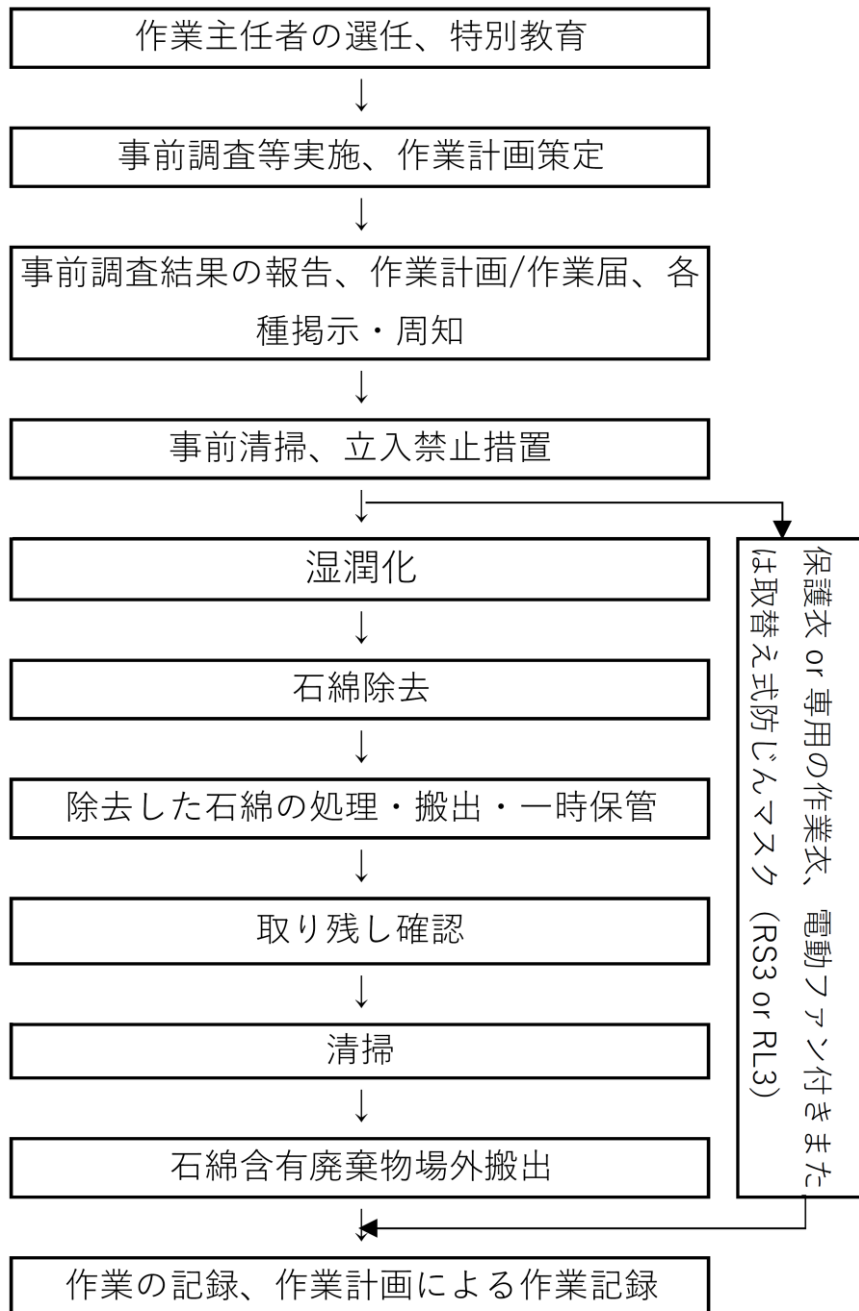 作業主任者の選任、特別教育
↓
事前調査等実施、作業計画策定
↓
事前調査結果の報告、作業計画/作業届、各
種掲示・周知
↓
事前清掃、立入禁止措置
↓
湿潤化
↓
石綿除去
↓
除去した石綿の処理・搬出・一時保管
↓
取り残し確認
↓
清掃
↓
石綿含有廃棄物場外搬出
↓
作業の記録、作業計画による作業記録
保護衣 or 専用の作業衣、電動ファン付きまた
は取替え式防じんマスク（RS3 or RL3）